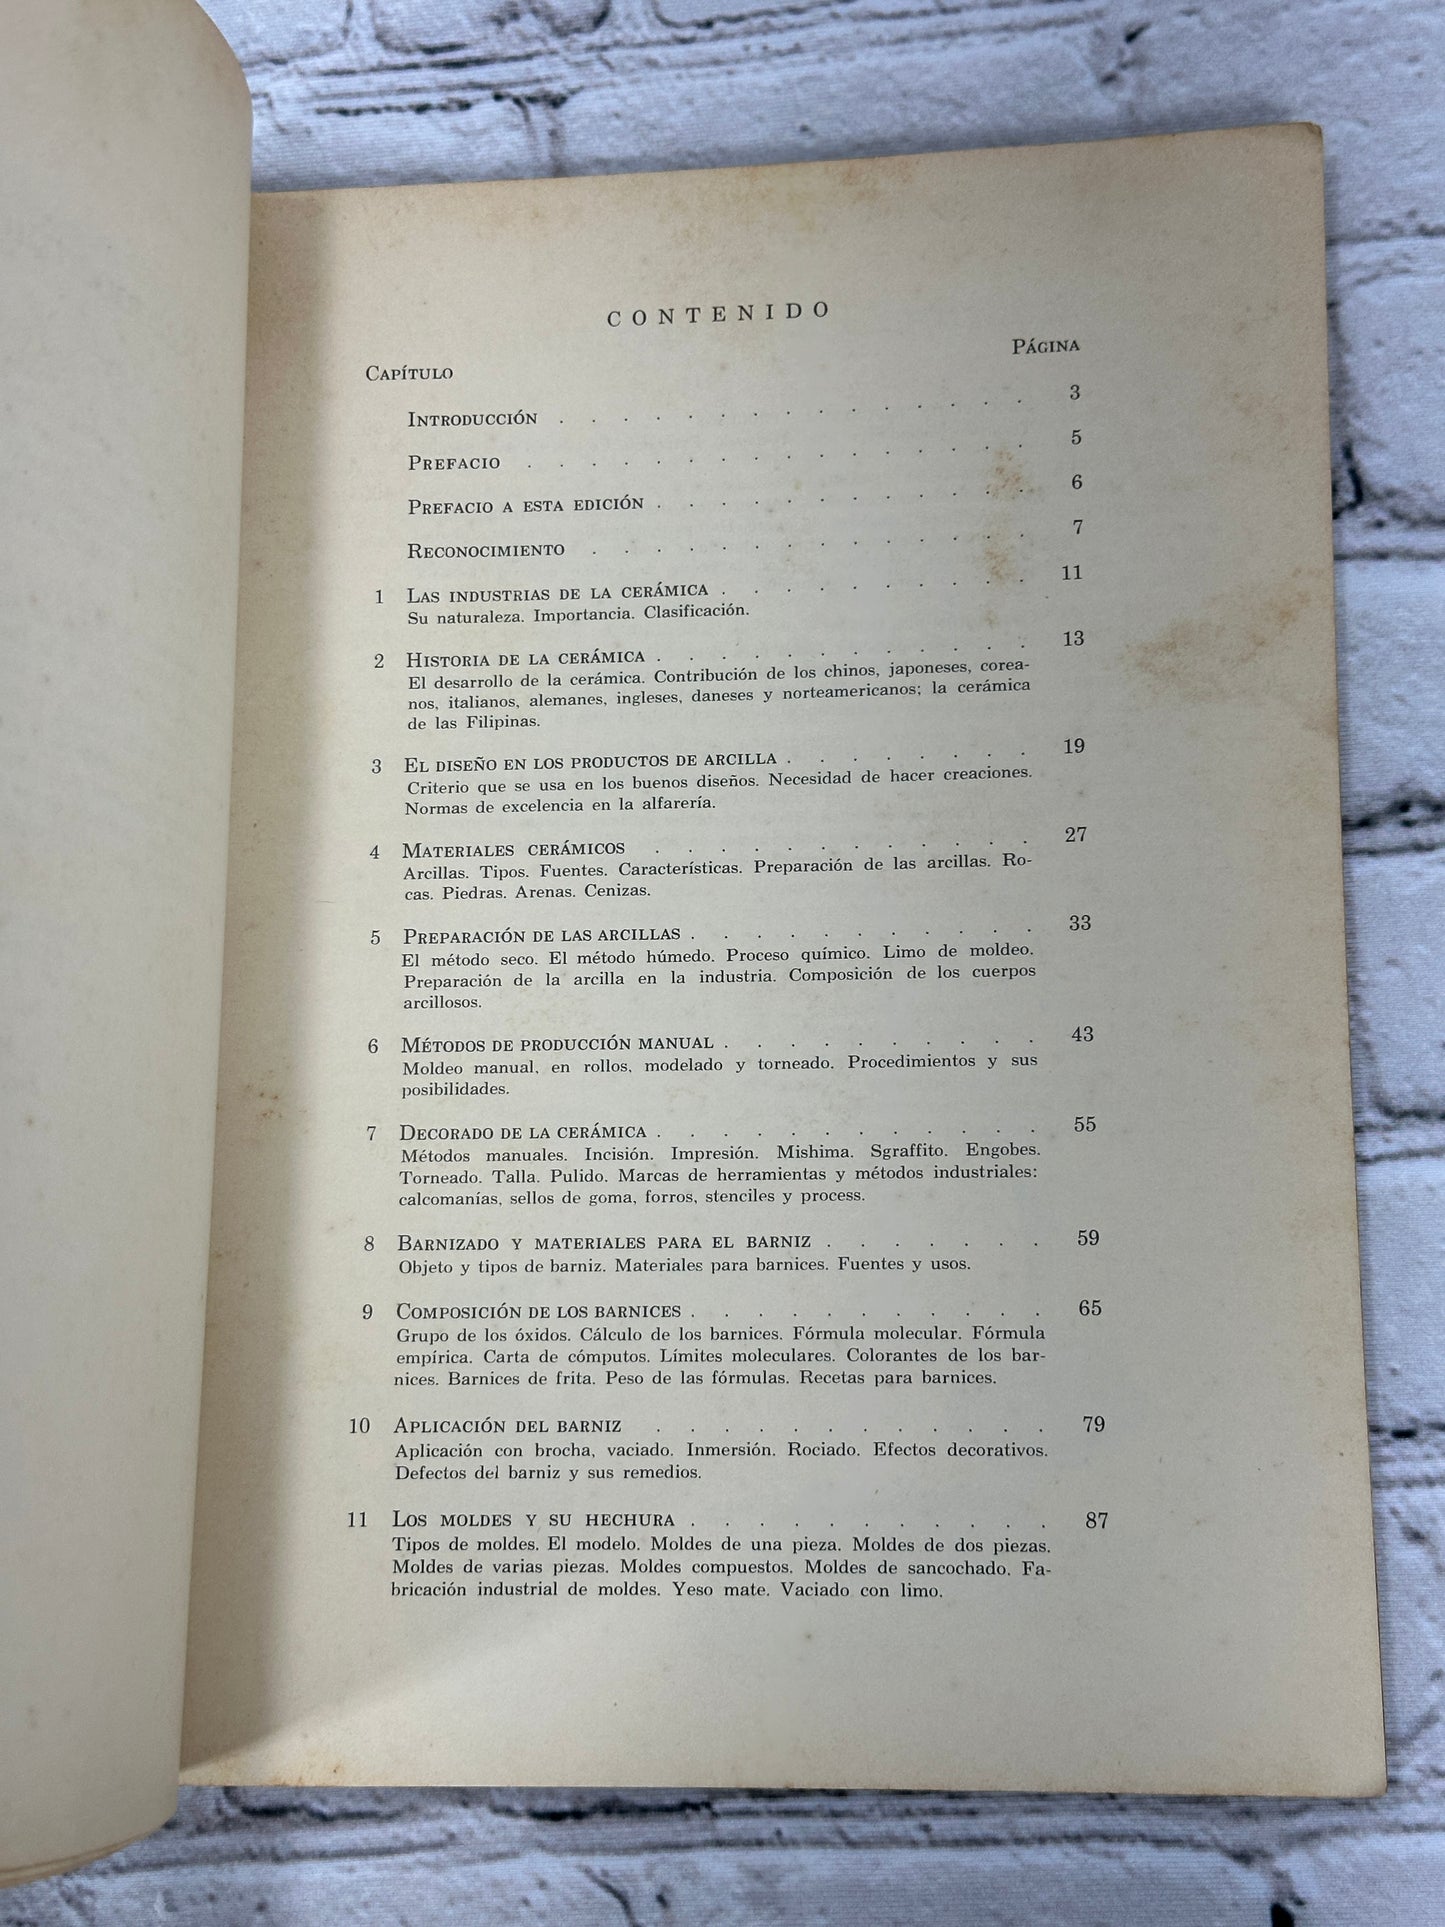 CONTENIDO
CAPÍTULO PÁGINA
INTRODUCCIÓN . . . . . . . . . . . . . . . 3
PREFACIO . . . . . . . . . . . . . . . . 5
PREFACIO A ESTA EDICIÓN . . . . . . . . . . . . 6
RECONOCIMIENTO . . . . . . . . . . . . . . 7
1 LAS INDUSTRIAS DE LA CERÁMICA . . . . . . . . . . 11
Su naturaleza. Importancia. Clasificación.
2 HISTORIA DE LA CERÁMICA . . . . . . . . . . . . 13
El desarrollo de la cerámica. Contribución de los chinos, japoneses, corea-
nos, italianos, alemanes, ingleses, daneses y norteamericanos; la cerámica
de las Filipinas.
3 EL DISEÑO EN LOS PRODUCTOS DE ARCILLA . . . . . . . . 19
Criterio que se usa en los buenos diseños. Necesidad de hacer creaciones.
Normas de excelencia en la alfarería.
4 MATERIALES CERÁMICOS . . . . . . . . . . . . 27
Arcillas. Tipos. Fuentes. Características. Preparación de las arcillas. Ro-
cas. Piedras. Arenas. Cenizas.
5 PREPARACIÓN DE LAS ARCILLAS . . . . . . . . . . . 33
El método seco. El método húmedo. Proceso químico. Limo de moldeo.
Preparación de la arcilla en la industria. Composición de los cuerpos
arcillosos.
6 MÉTODOS DE PRODUCCIÓN MANUAL . . . . . . . . . . 43
Moldeo manual, en rollos, modelado y torneado. Procedimientos y sus
posibilidades.
7 DECORADO DE LA CERÁMICA . . . . . . . . . . . . 55
Métodos manuales. Incisión. Impresión. Mishima. Sgraffito. Engobes.
Torneado. Talla. Pulido. Marcas de herramientas y métodos industriales:
calcomanías, sellos de goma, forros, stenciles y process.
8 BARNIZADO Y MATERIALES PARA EL BARNIZ . . . . . . . 59
Objeto y tipos de barniz. Materiales para barnices. Fuentes y usos.
9 COMPOSICIÓN DE LOS BARNICES . . . . . . . . . . . 65
Grupo de los óxidos. Cálculo de los barnices. Fórmula molecular. Fórmula
empírica. Carta de cómputos. Límites moleculares. Colorantes de los bar-
nices. Barnices de frita. Peso de las fórmulas. Recetas para barnices.
10 APLICACIÓN DEL BARNIZ . . . . . . . . . . . . 79
Aplicación con brocha, vaciado. Inmersión. Rociado. Efectos decorativos.
Defectos del barniz y sus remedios.
11 LOS MOLDES Y SU HECHURA . . . . . . . . . . . 87
Tipos de moldes. El modelo. Moldes de una pieza. Moldes de dos piezas.
Moldes de varias piezas. Moldes compuestos. Moldes de sancochado. Fa-
bricación industrial de moldes. Yeso mate. Vaciado con limo.